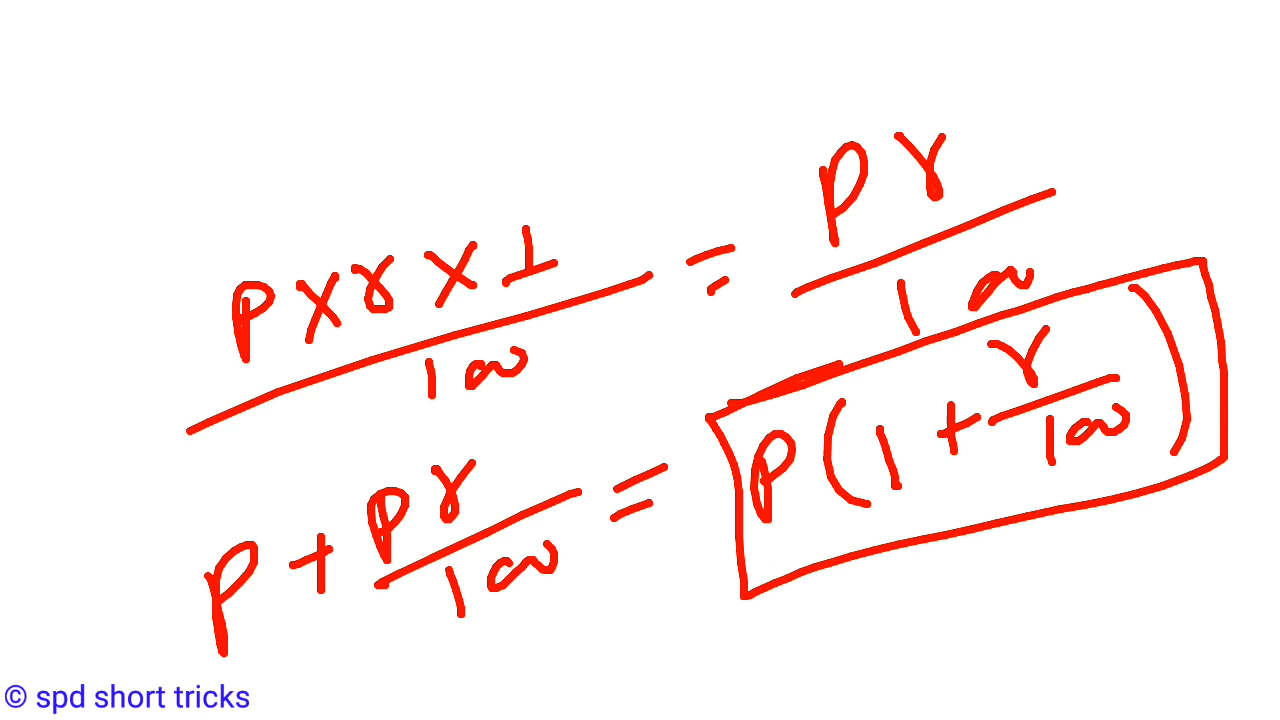 (p × r × 1)/100 = pr/100
p + pr/100 = p(1 + r/100)
© spd short tricks